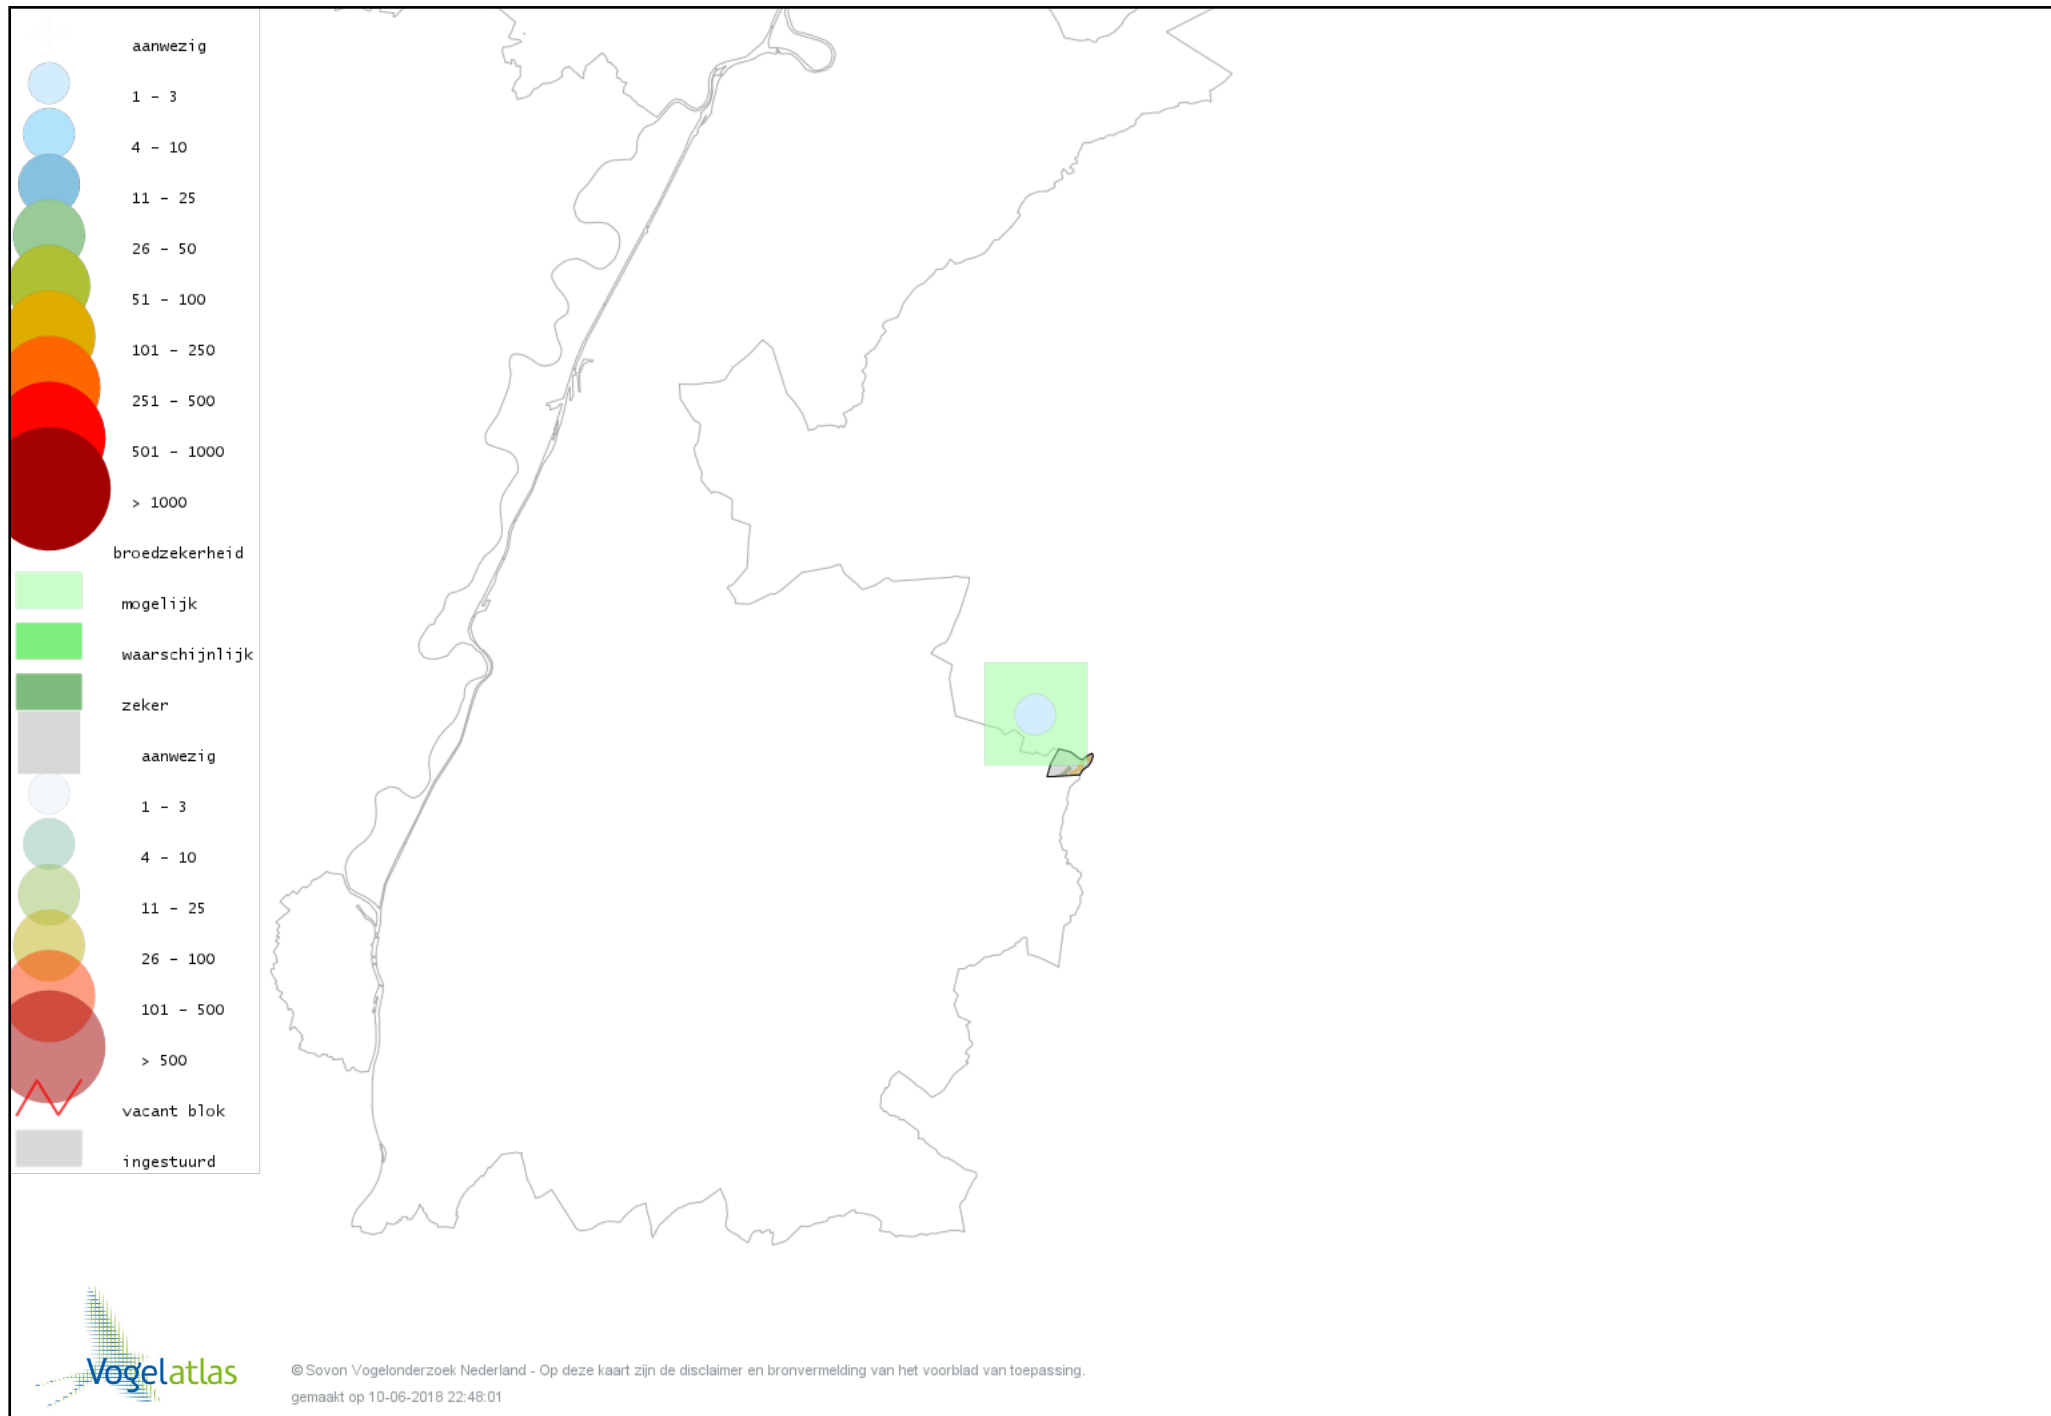 aanwezig
1 - 3
4 - 10
11 - 25
26 - 50
51 - 100
101 - 250
251 - 500
501 - 1000
> 1000
broedzekerheid
mogelijk
waarschijnlijk
zeker
aanwezig
1 - 3
4 - 10
11 - 25
26 - 100
101 - 500
> 500
vacant blok
ingestuurd
Vogelatlas
© Sovon Vogelonderzoek Nederland - Op deze kaart zijn de disclaimer en bronvermelding van het voorblad van toepassing.
gemaakt op 10-06-2018 22:48:01